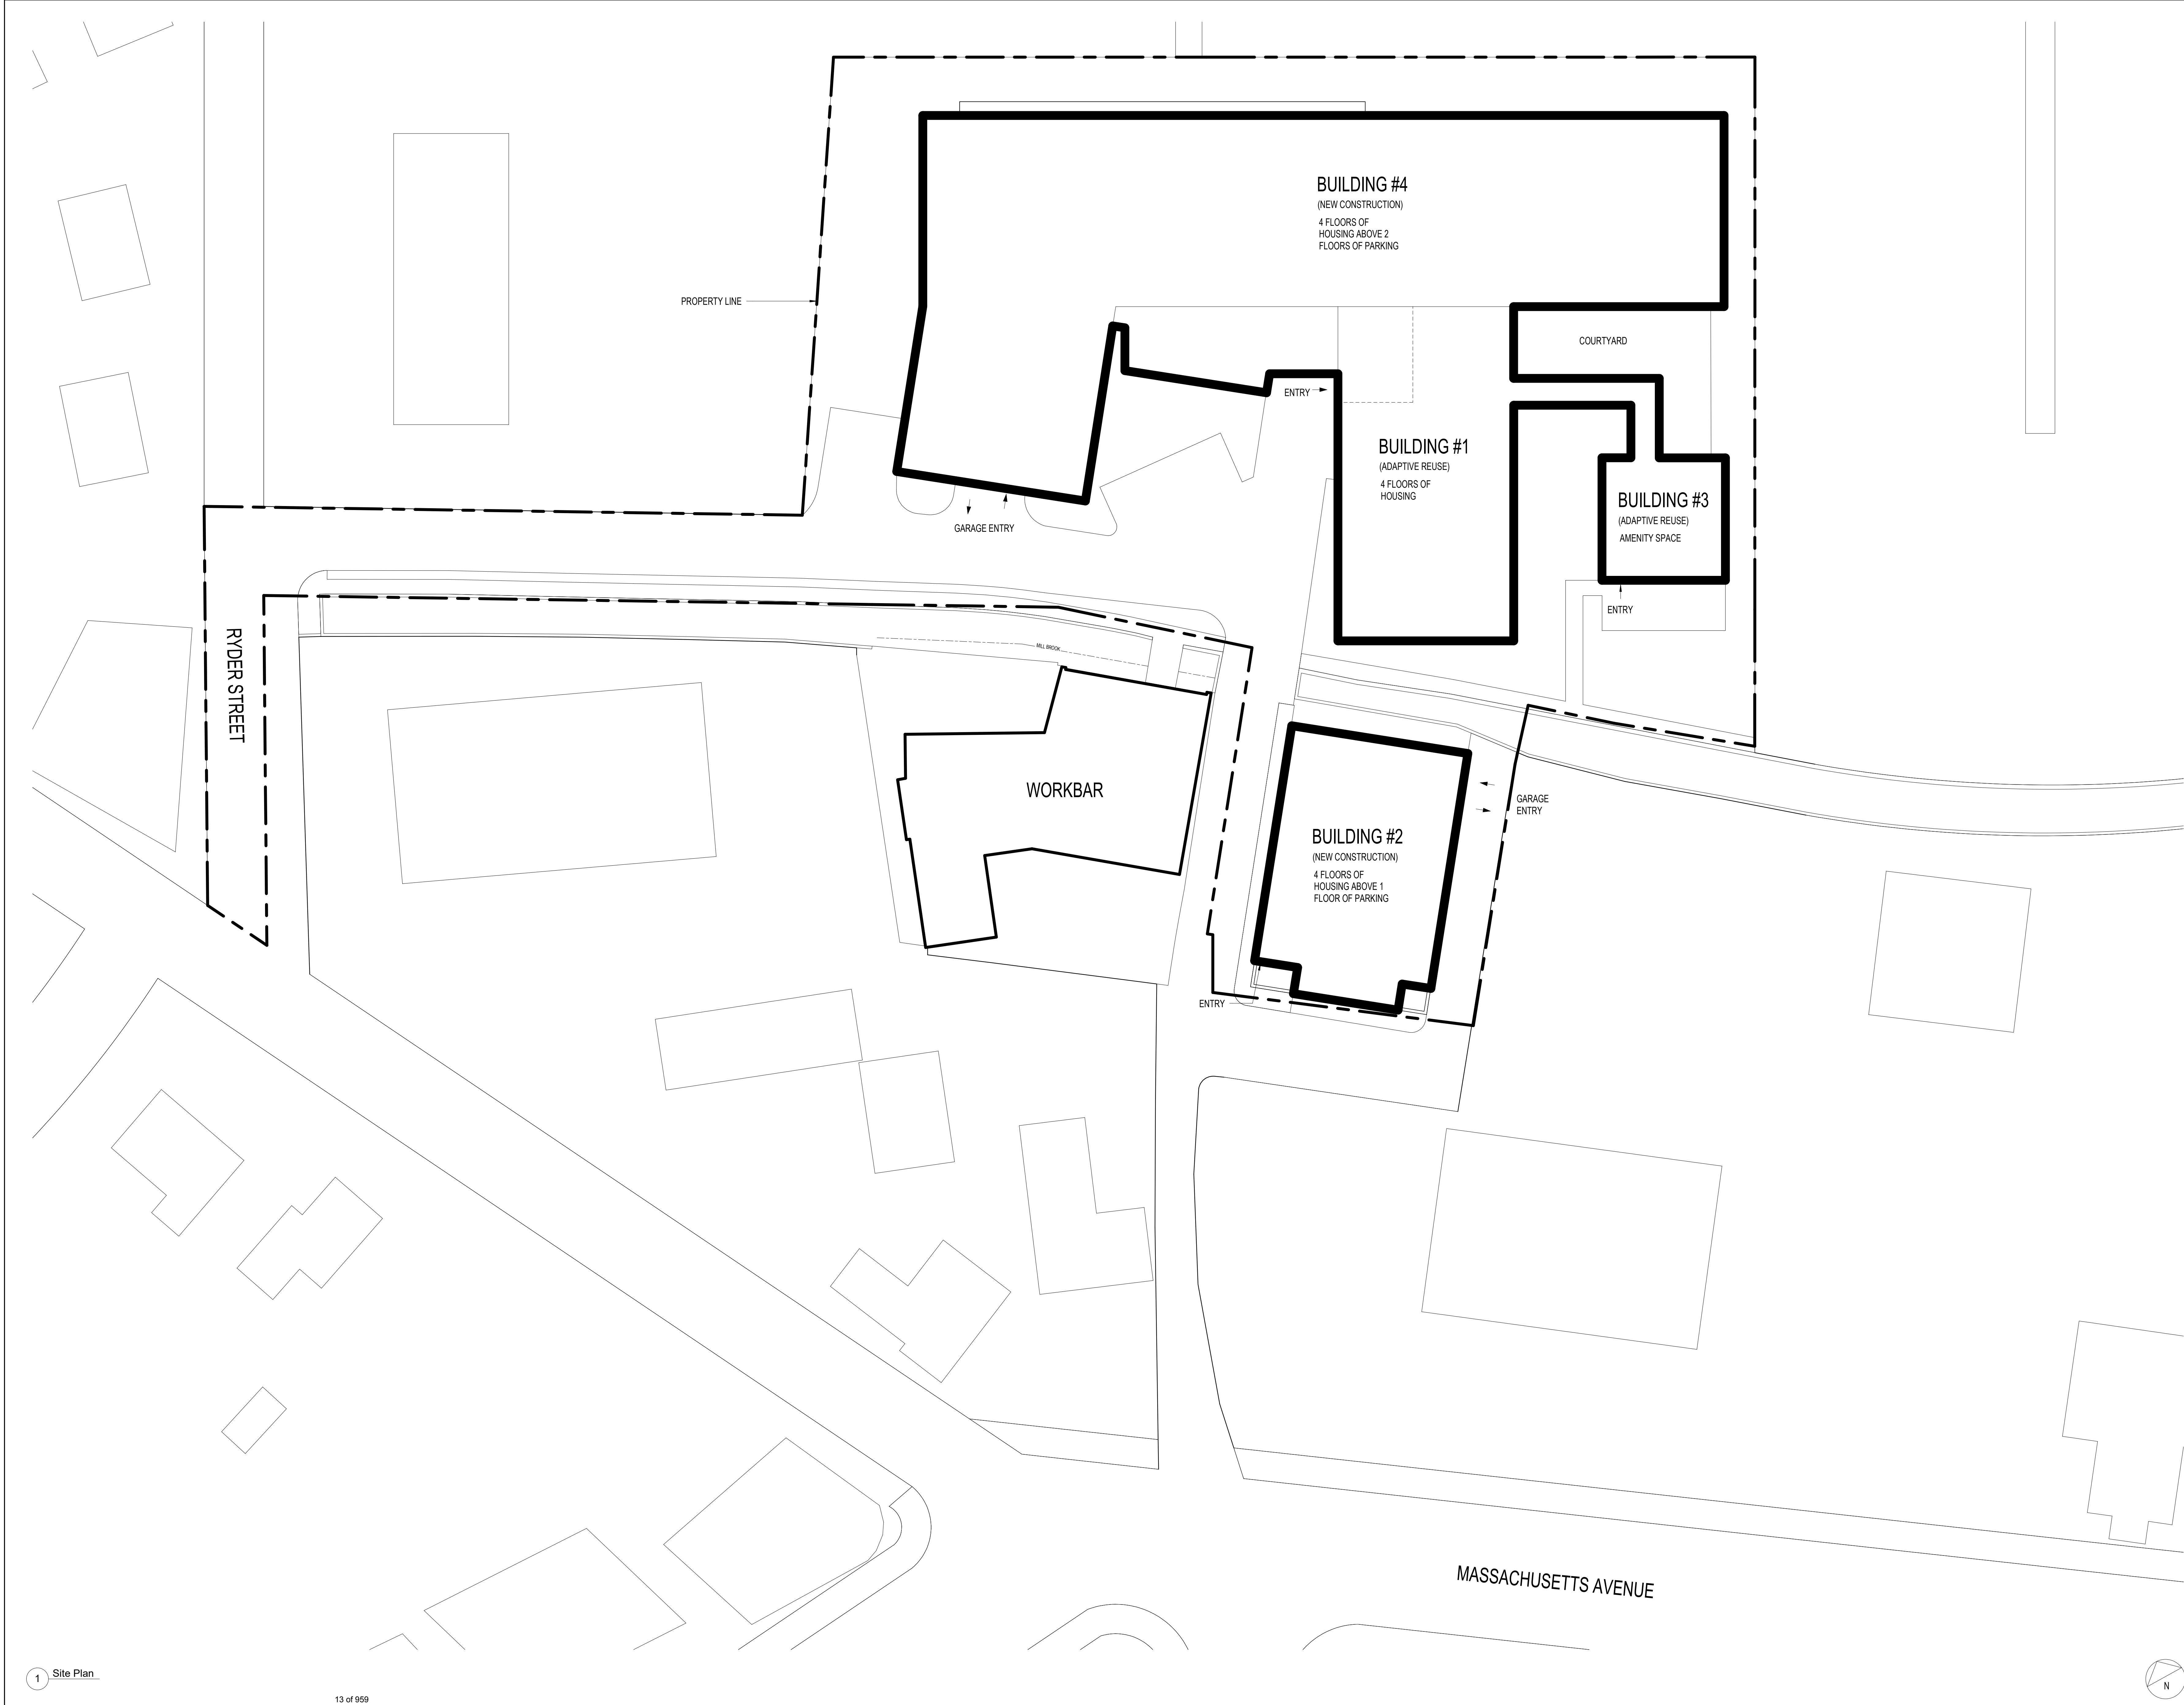 BUILDING #4
(NEW CONSTRUCTION)
4 FLOORS OF
HOUSING ABOVE 2
FLOORS OF PARKING
PROPERTY LINE
COURTYARD
ENTRY
BUILDING #1
(ADAPTIVE REUSE)
4 FLOORS OF
HOUSING
BUILDING #3
(ADAPTIVE REUSE)
AMENITY SPACE
GARAGE ENTRY
ENTRY
RYDER STREET
MILL BROOK
WORKBAR
GARAGE
ENTRY
BUILDING #2
(NEW CONSTRUCTION)
4 FLOORS OF
HOUSING ABOVE 1
FLOOR OF PARKING
ENTRY
MASSACHUSETTS AVENUE
1
Site Plan
N
13 of 959